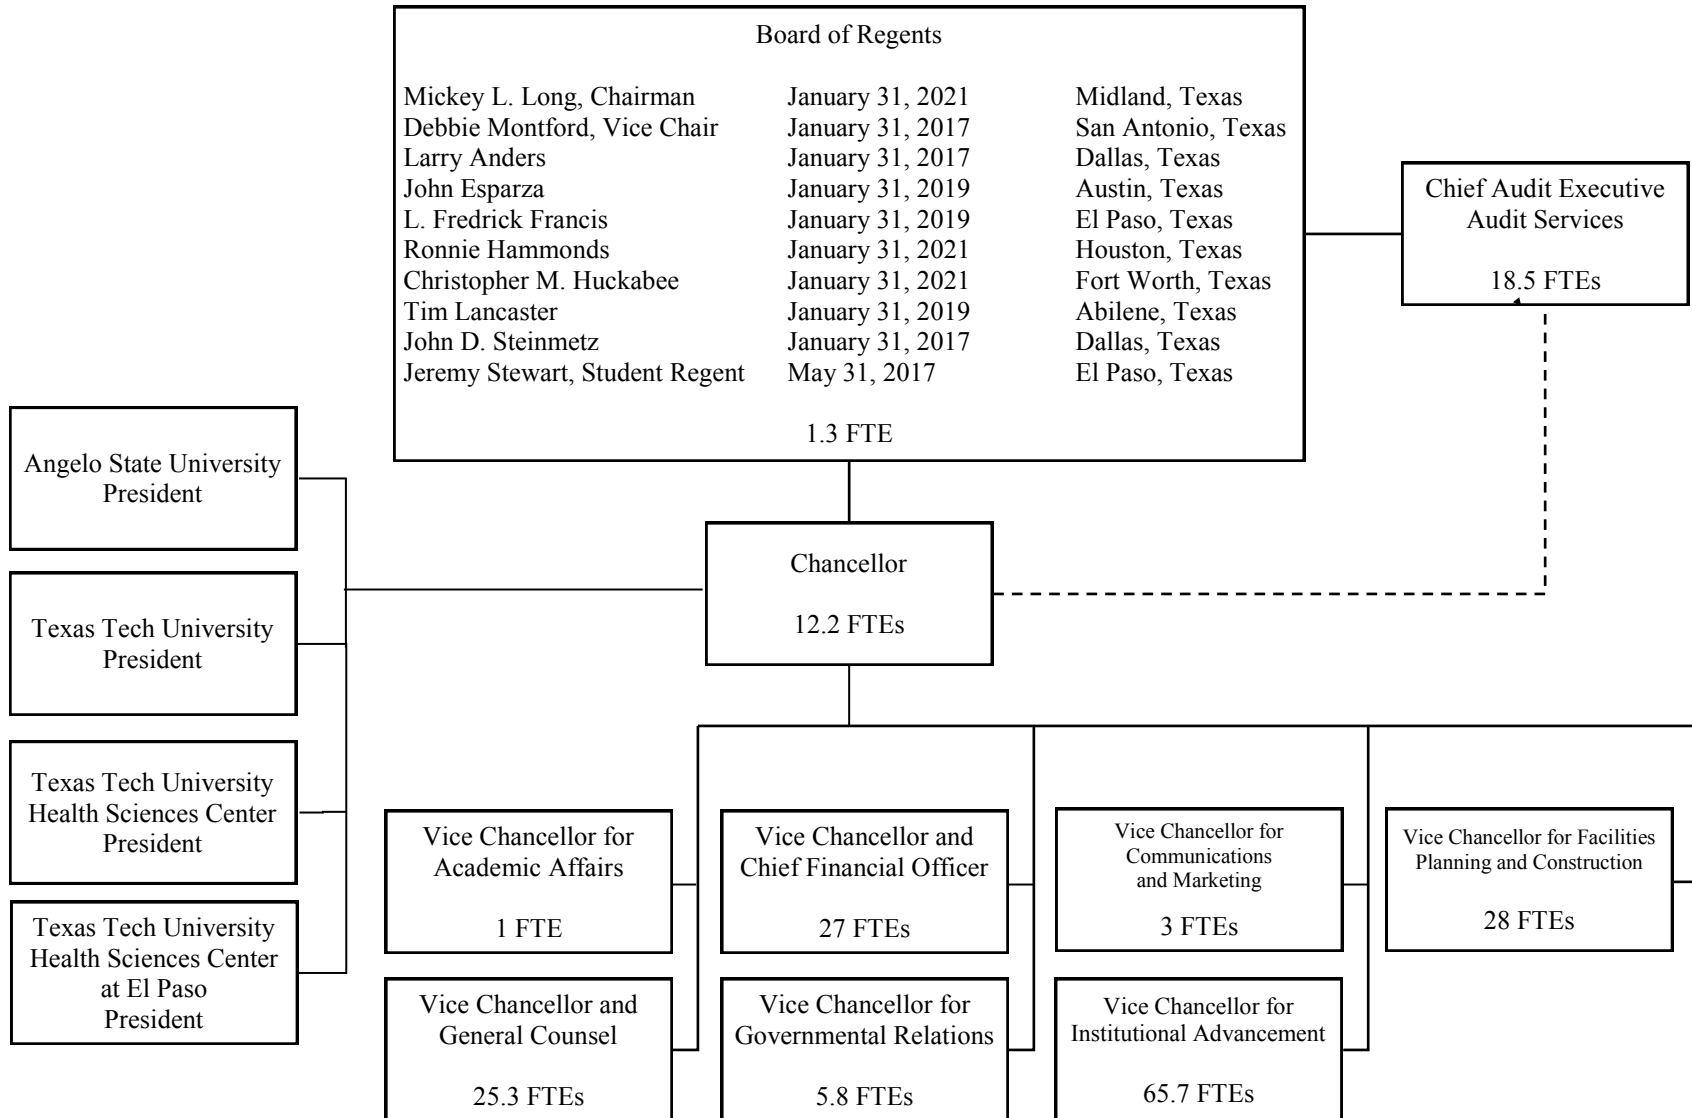 Board of Regents
Mickey L. Long, Chairman January 31, 2021 Midland, Texas
Debbie Montford, Vice Chair January 31, 2017 San Antonio, Texas
Larry Anders January 31, 2017 Dallas, Texas
John Esparza January 31, 2019 Austin, Texas
L. Fredrick Francis January 31, 2019 El Paso, Texas
Ronnie Hammonds January 31, 2021 Houston, Texas
Christopher M. Huckabee January 31, 2021 Fort Worth, Texas
Tim Lancaster January 31, 2019 Abilene, Texas
John D. Steinmetz January 31, 2017 Dallas, Texas
Jeremy Stewart, Student Regent May 31, 2017 El Paso, Texas
1.3 FTE
Chief Audit Executive
Audit Services
18.5 FTEs
Angelo State University
President
Texas Tech University
President
Texas Tech University
Health Sciences Center
President
Texas Tech University
Health Sciences Center
at El Paso
President
Chancellor
12.2 FTEs
Vice Chancellor for
Academic Affairs
1 FTE
Vice Chancellor and
Chief Financial Officer
27 FTEs
Vice Chancellor for
Communications
and Marketing
3 FTEs
Vice Chancellor for Facilities
Planning and Construction
28 FTEs
Vice Chancellor and
General Counsel
25.3 FTEs
Vice Chancellor for
Governmental Relations
5.8 FTEs
Vice Chancellor for
Institutional Advancement
65.7 FTEs